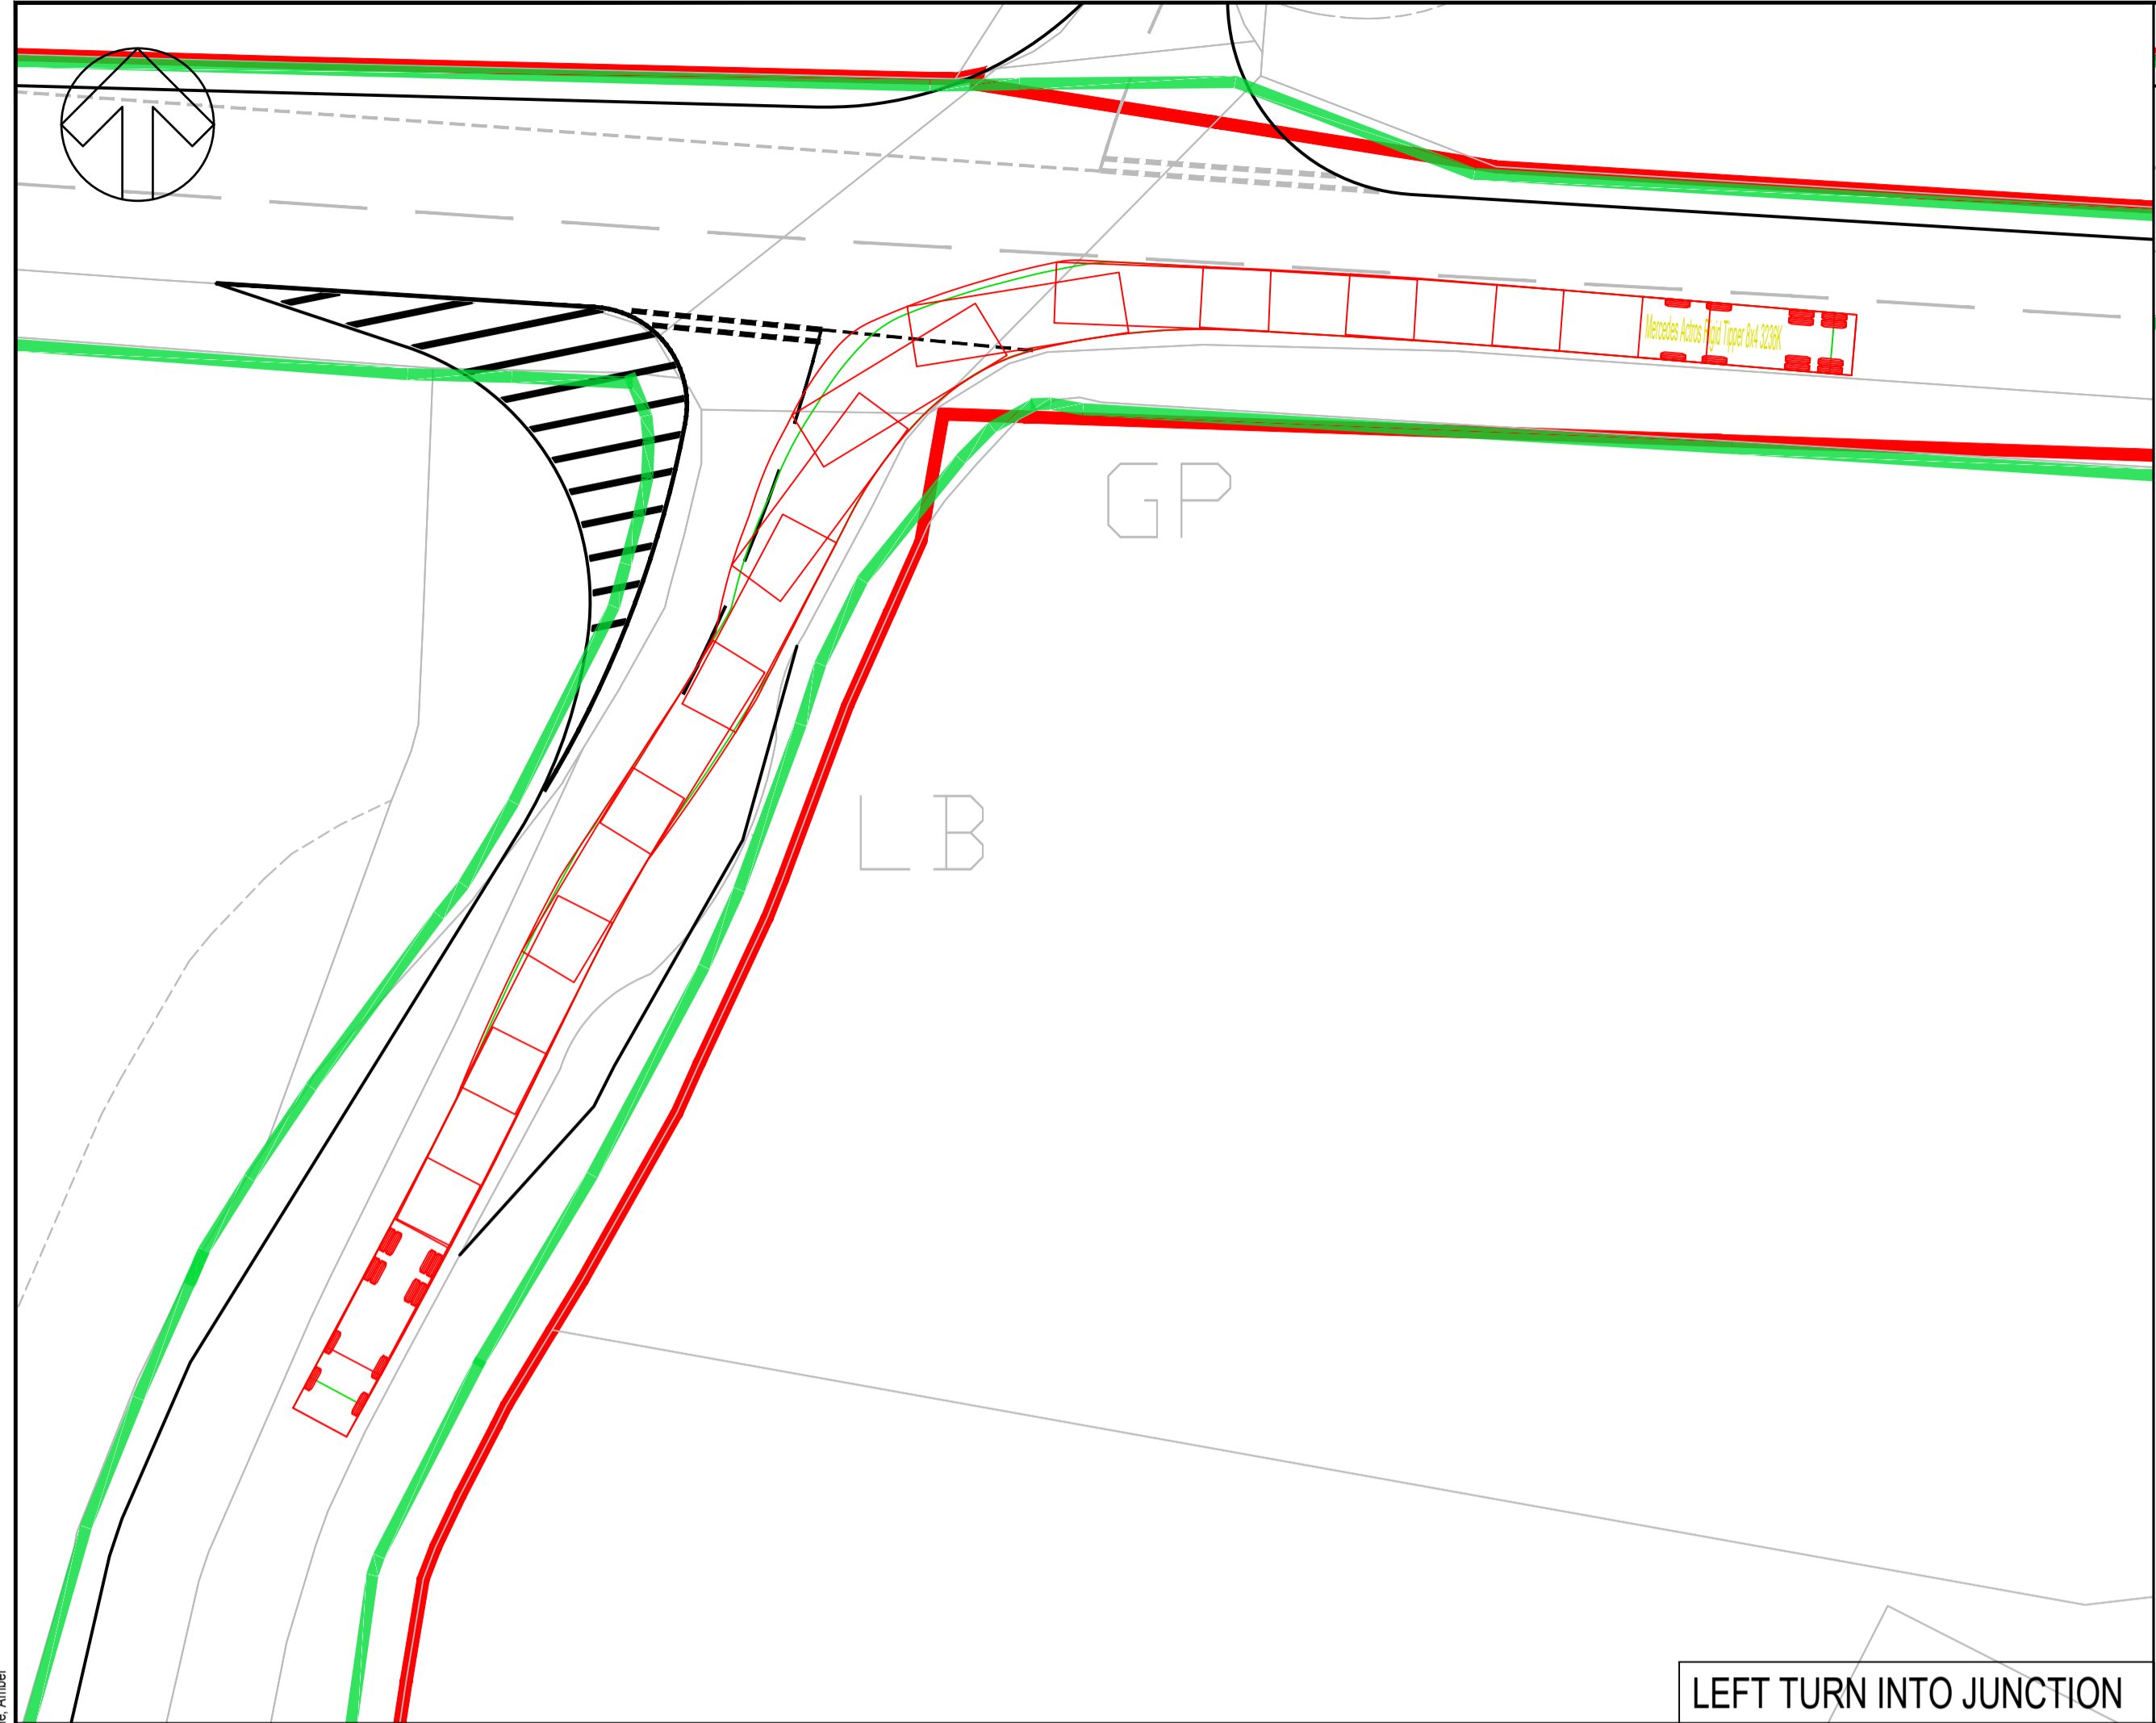 Mercedes Actros Rigid Tipper 8x4 3236K
GP
LB
LEFT TURN INTO JUNCTION